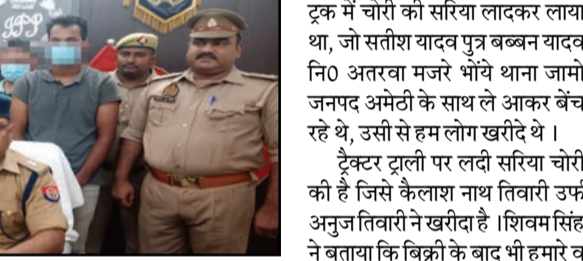 ट्रक में चोरी की सरिया लादकर लाया
था, जो सतीश यादव पुत्र बब्बन यादव
नि0 अतरवा मजरे भोंये थाना जामो
जनपद अमेठी के साथ ले आकर बेंच
रहे थे, उसी से हम लोग खरीदे थे ।
ट्रैक्टर ट्राली पर लदी सरिया चोरी
की है जिसे कैलाश नाथ तिवारी उर्फ
अनुज तिवारी ने खरीदा है ।शिवम सिंह
ने बताया कि बिक्री के बाद भी हमारे व